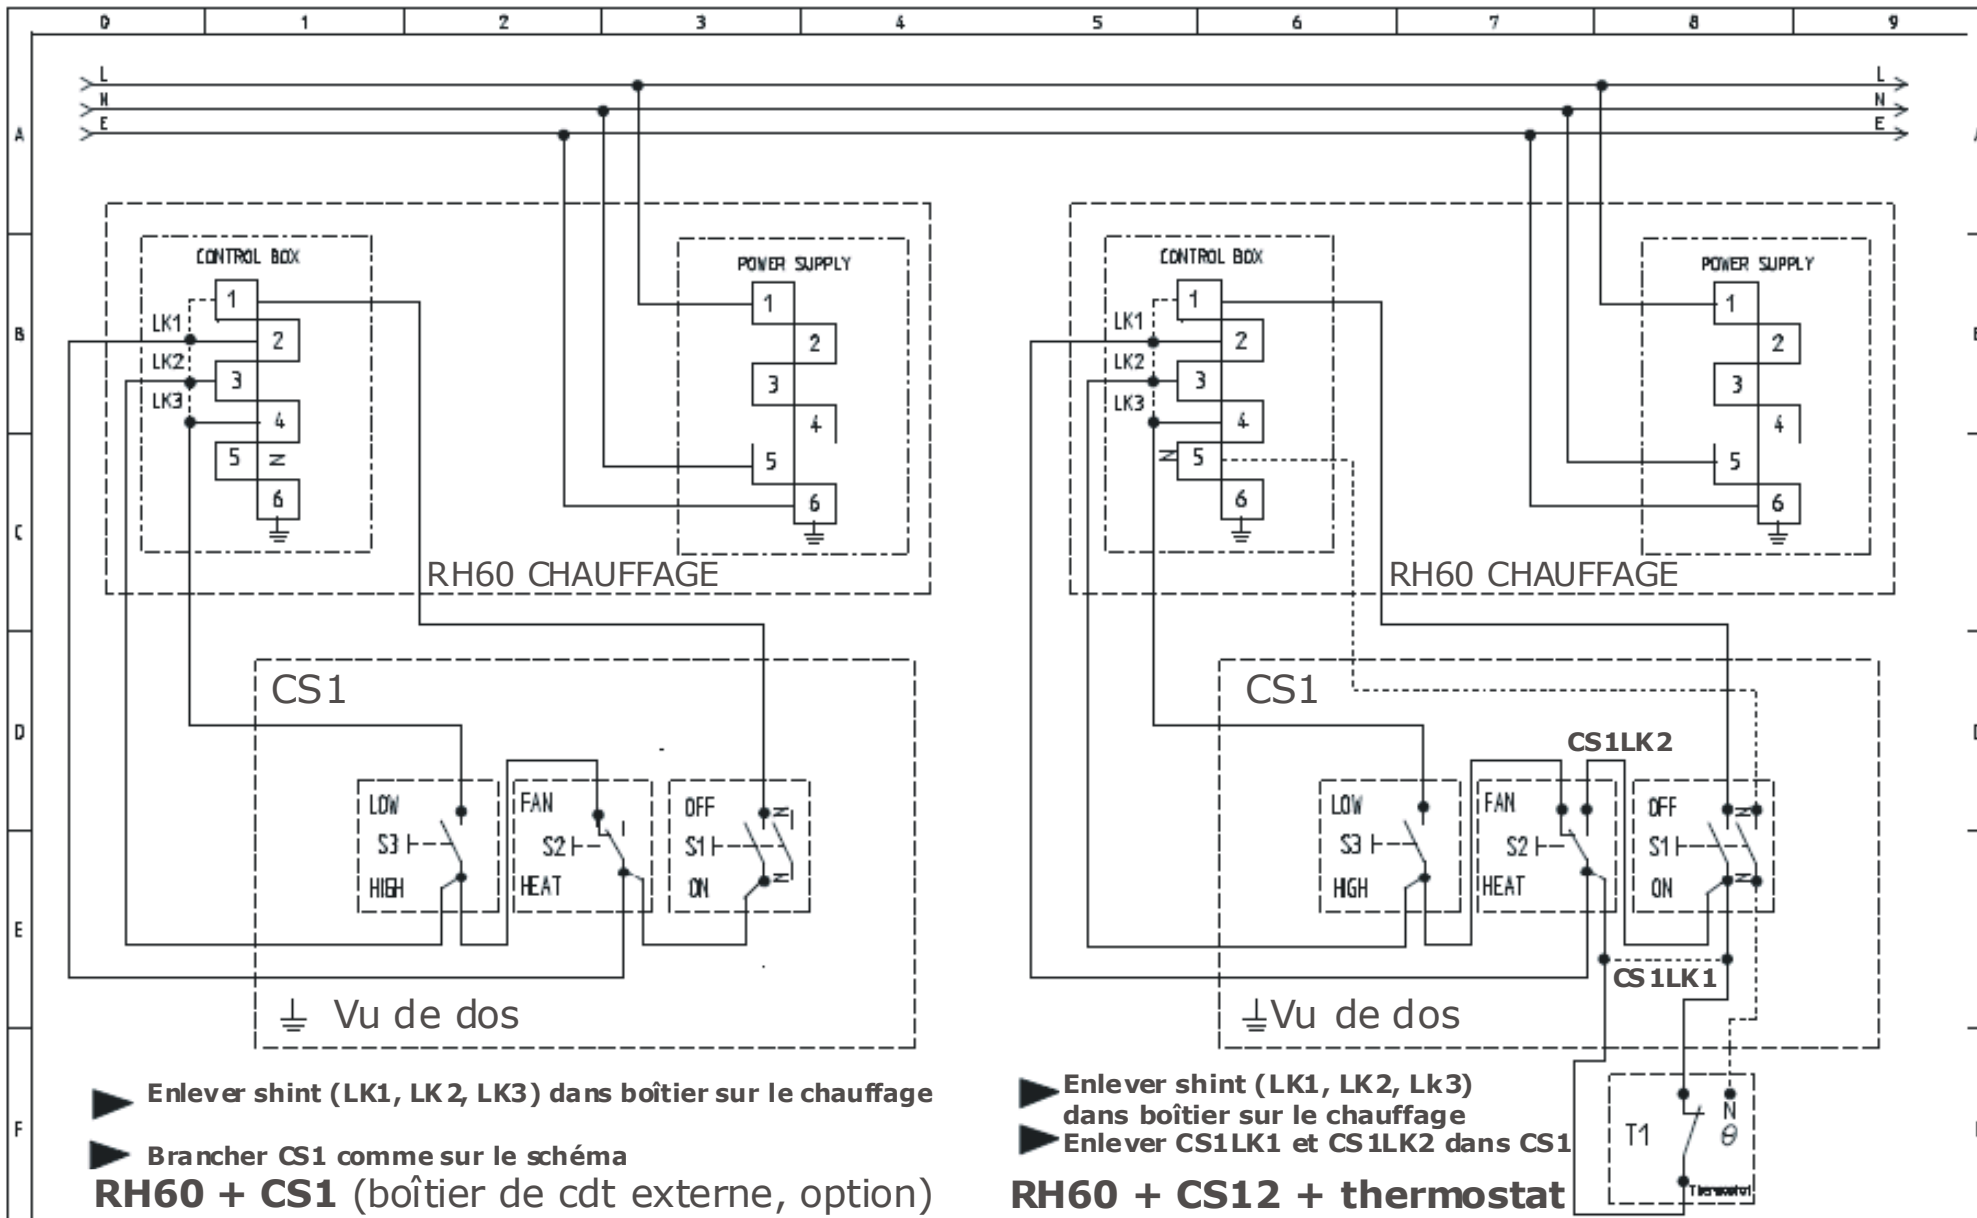 0 1 2 3 4 5 6 7 8 9
L L
N N
E E
A
B
C
D
E
F
CONTROL BOX
1
LK1
2
LK2
3
LK3
4
5 N
6
POWER SUPPLY
1
2
3
4
5
6
RH60 CHAUFFAGE
CONTROL BOX
1
LK1
2
LK2
3
LK3
4
N 5
6
POWER SUPPLY
1
2
3
4
5
6
RH60 CHAUFFAGE
CS1
LOW
S3
HIGH
FAN
S2
HEAT
OFF
S1
ON
N
N
Vu de dos
CS1
CS1LK2
LOW
S3
HIGH
FAN
S2
HEAT
OFF
S1
ON
N
N
CS1LK1
Vu de dos
T1
N
θ
Thermostat
Enlever shint (LK1, LK2, LK3) dans boîtier sur le chauffage
Brancher CS1 comme sur le schéma
RH60 + CS1 (boîtier de cdt externe, option)
Enlever shint (LK1, LK2, Lk3)
dans boîtier sur le chauffage
Enlever CS1LK1 et CS1LK2 dans CS1
RH60 + CS12 + thermostat